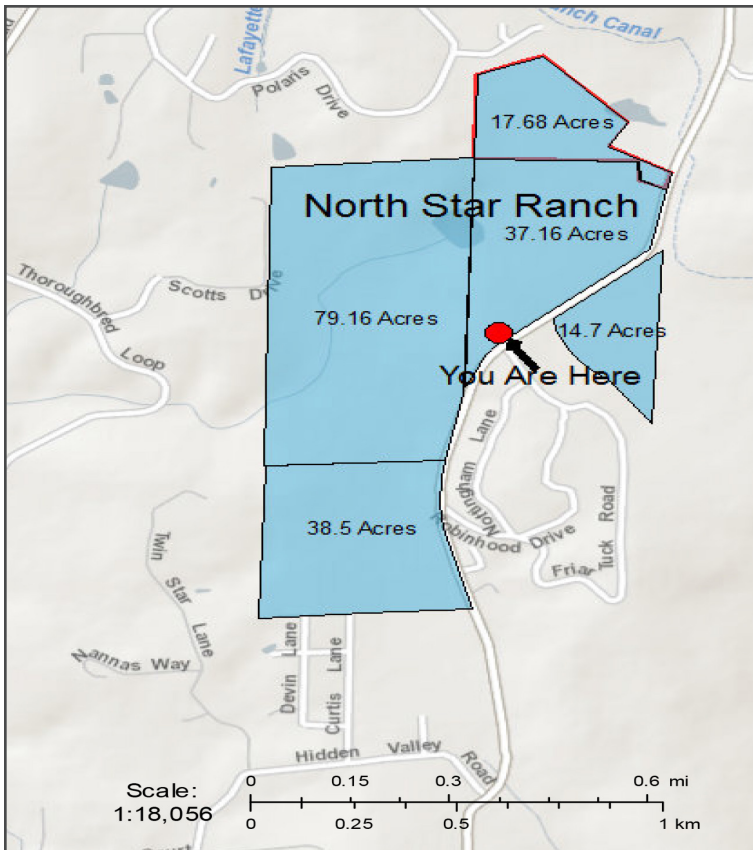 Lafayette
nch Canal
Polaris
Drive
17.68 Acres
North Star Ranch
37.16 Acres
Thoroughbred
Loop
Scotts Drive
79.16 Acres
14.7 Acres
You Are Here
Nottingham Lane
38.5 Acres
Robinhood Drive
Friar Tuck Road
Twin Star Lane
Nannas Way
Devin Lane
Curtis Lane
Hidden Valley Road
Scale:
1:18,056
0 0.15 0.3 0.6 mi
0 0.25 0.5 1 km
Court